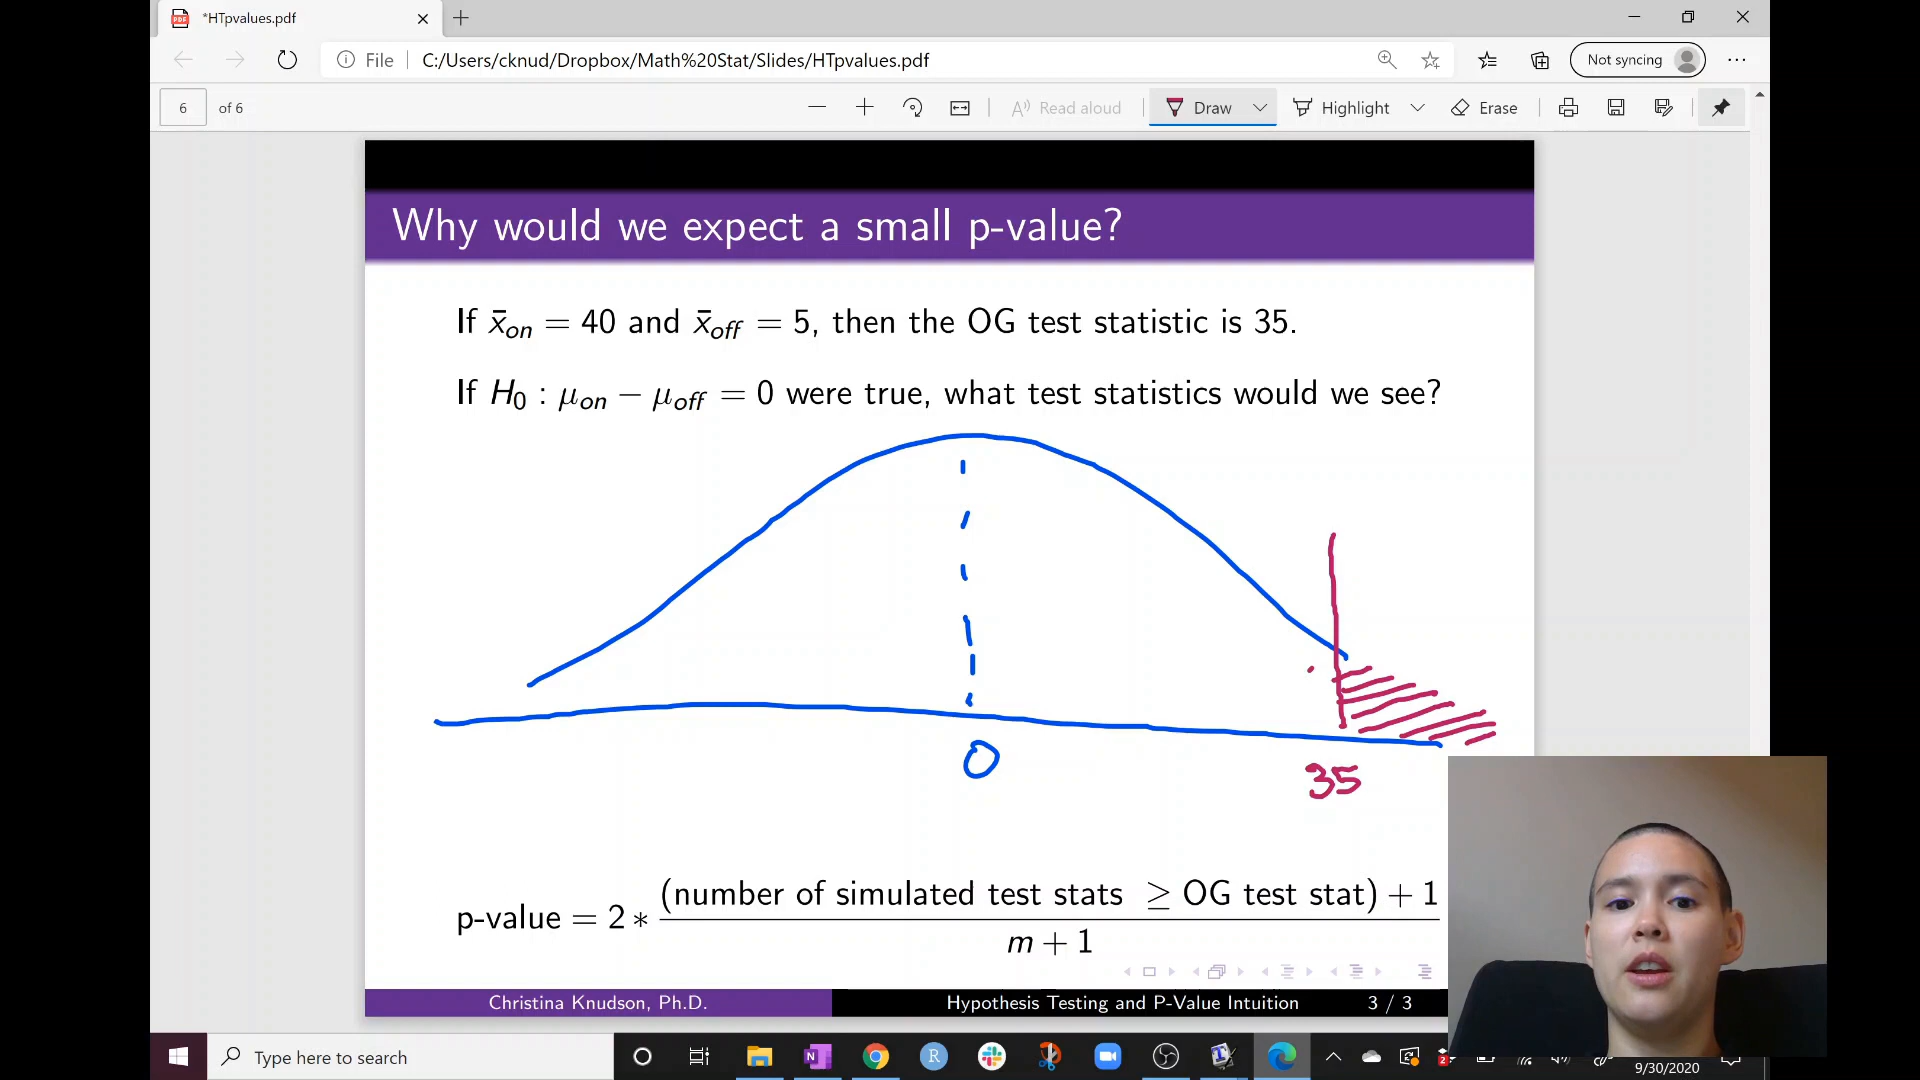 *HTpvalues.pdf
File
C:/Users/cknud/Dropbox/Math%20Stat/Slides/HTpvalues.pdf
Not syncing
6 of 6
Read aloud
Draw
Highlight
Erase
Why would we expect a small p-value?
If x̄on = 40 and x̄off = 5, then the OG test statistic is 35.
If H0 : μon − μoff = 0 were true, what test statistics would we see?
0
35
p-value = 2 * (number of simulated test stats ≥ OG test stat) + 1
m + 1
Christina Knudson, Ph.D.
Hypothesis Testing and P-Value Intuition
3 / 3
Type here to search
9/30/2020